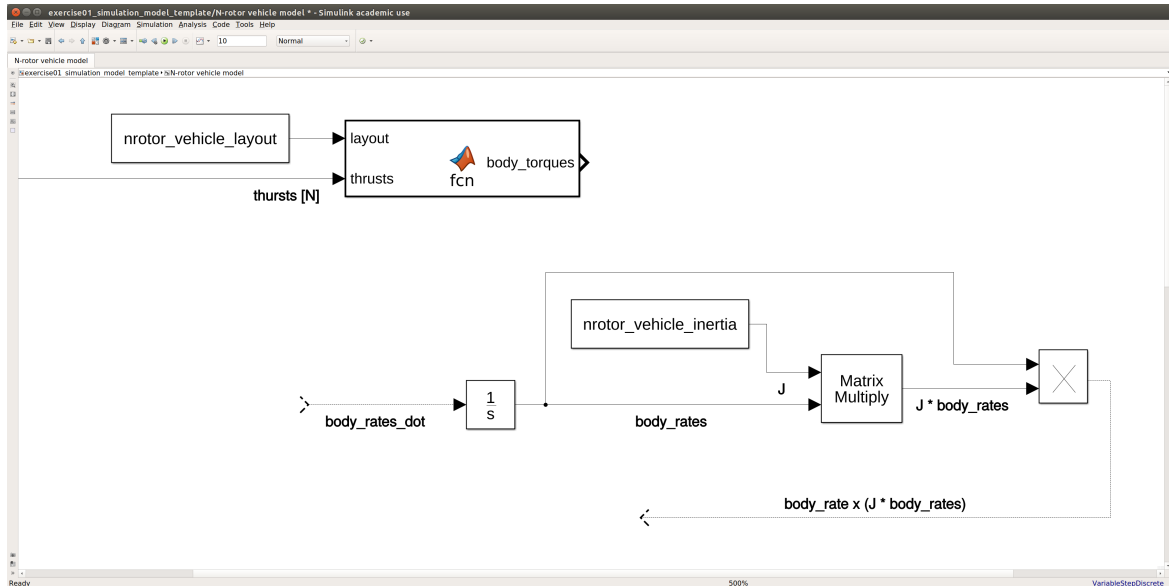 exercise01_simulation_model_template/N-rotor vehicle model * - Simulink academic use
File Edit View Display Diagram Simulation Analysis Code Tools Help
10 Normal
N-rotor vehicle model
exercise01_simulation_model_template N-rotor vehicle model
nrotor_vehicle_layout
layout
thrusts
fcn
body_torques
thursts [N]
nrotor_vehicle_inertia
J
Matrix
Multiply
1
s
body_rates_dot
body_rates
J * body_rates
body_rate x (J * body_rates)
Ready 500% VariableStepDiscrete